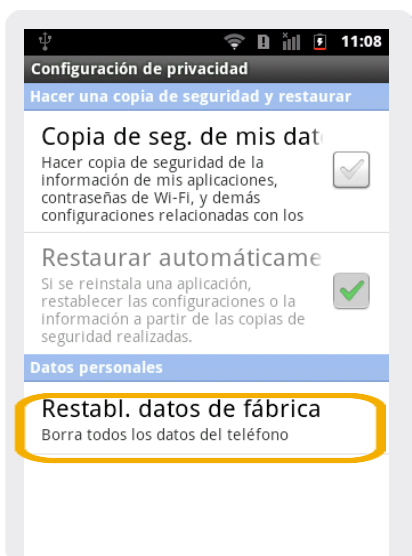 11:08
Configuración de privacidad
Hacer una copia de seguridad y restaurar
Copia de seg. de mis dat
Hacer copia de seguridad de la
información de mis aplicaciones,
contraseñas de Wi-Fi, y demás
configuraciones relacionadas con los
Restaurar automáticame
Si se reinstala una aplicación,
restablecer las configuraciones o la
información a partir de las copias de
seguridad realizadas.
Datos personales
Restabl. datos de fábrica
Borra todos los datos del teléfono